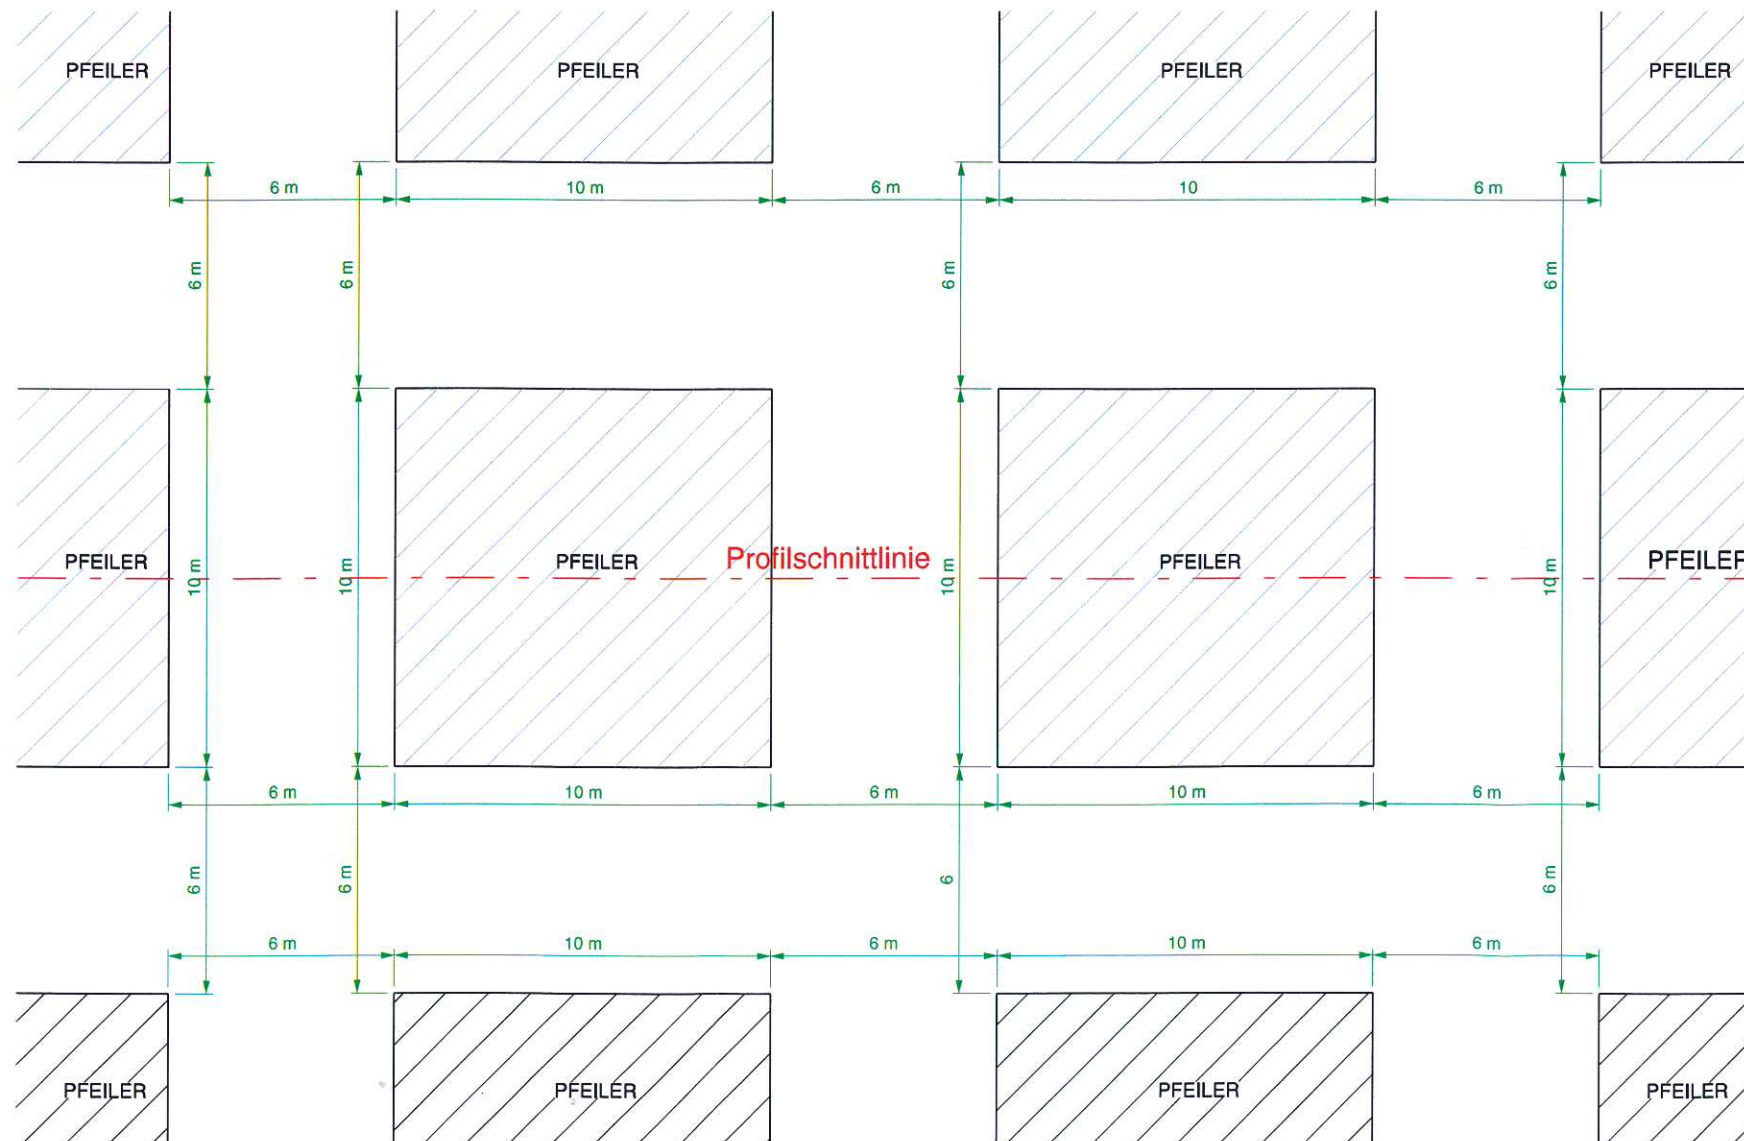 PFEILER PFEILER PFEILER PFEILER
6 m 10 m 6 m 10 6 m
6 m 6 m 6 m 6 m
PFEILER PFEILER PFEILER PFEILER
Profilschnittlinie
10 m 10 m 10 m 10 m
6 m 10 m 6 m 10 m 6 m
6 m 6 m 6 6 m
6 m 10 m 6 m 10 m 6 m
PFEILER PFEILER PFEILER PFEILER